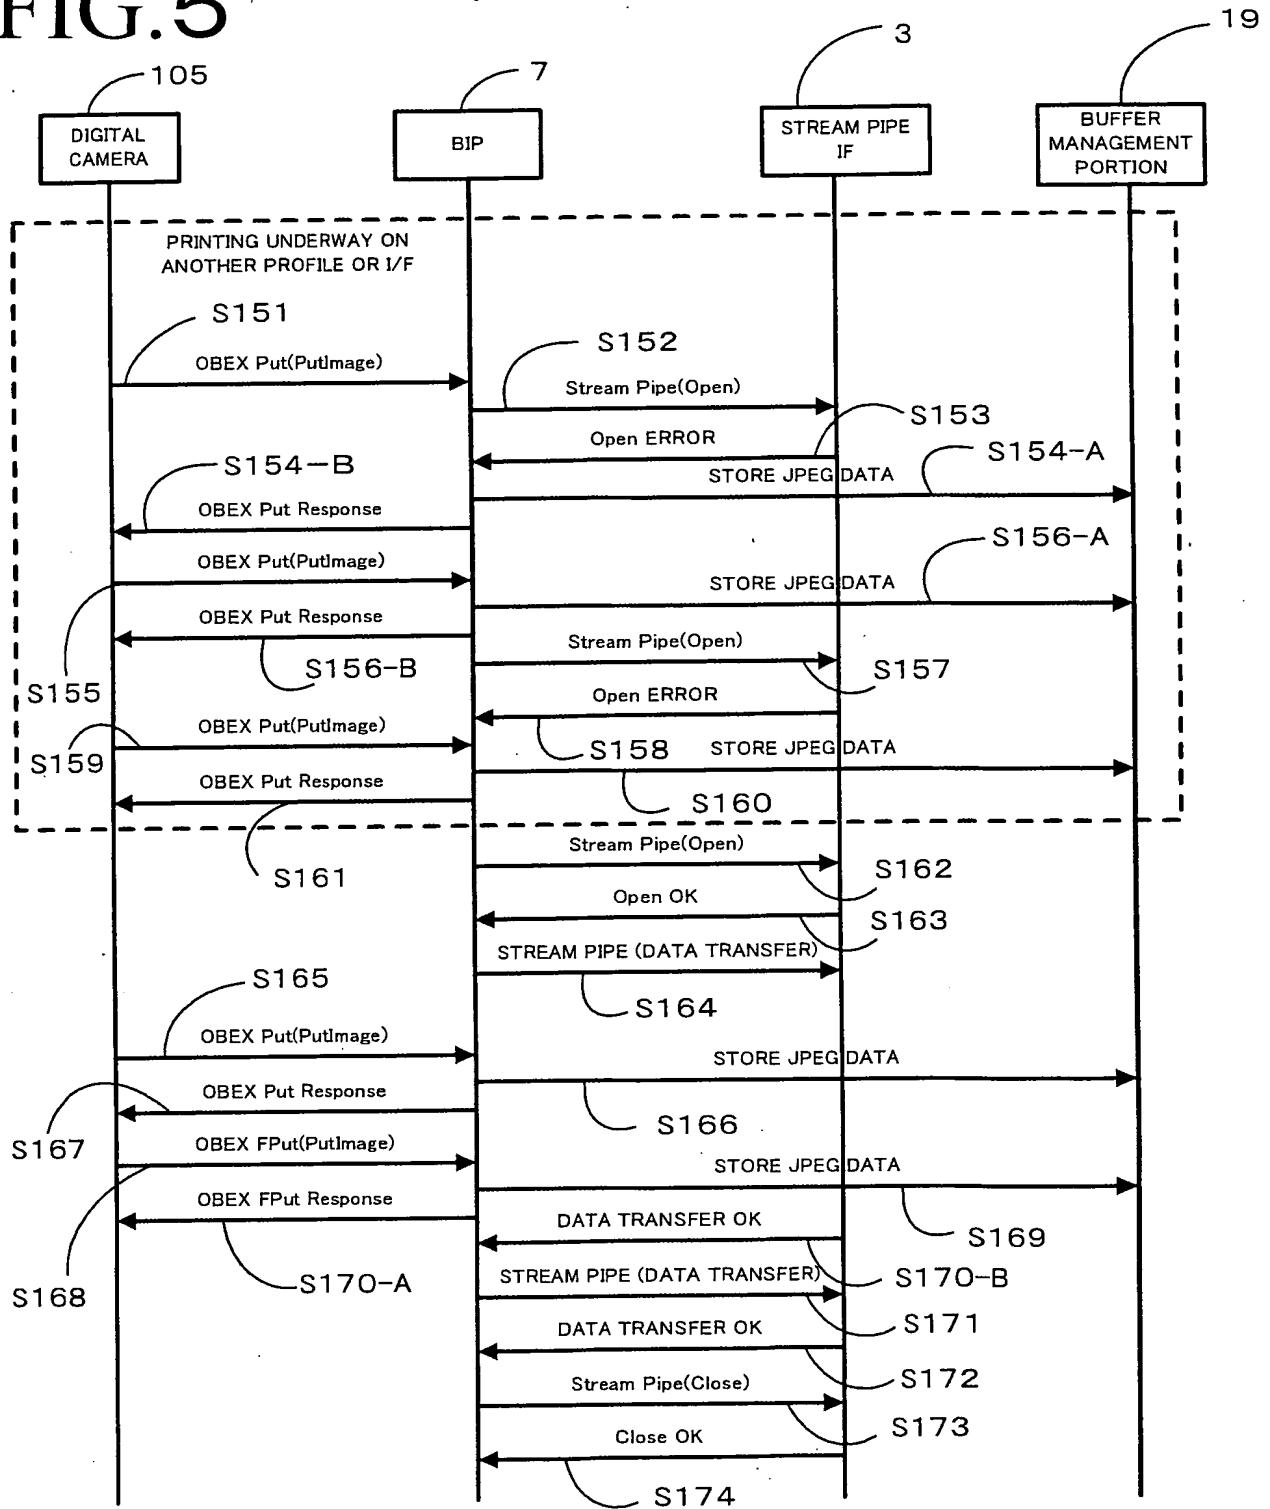 FIG.5
105
7
3
19
DIGITAL
CAMERA
BIP
STREAM PIPE
IF
BUFFER
MANAGEMENT
PORTION
PRINTING UNDERWAY ON
ANOTHER PROFILE OR I/F
S151
OBEX Put(PutImage)
S152
Stream Pipe(Open)
S153
Open ERROR
S154-A
STORE JPEG DATA
S154-B
OBEX Put Response
S156-A
OBEX Put(PutImage)
STORE JPEG DATA
S155
OBEX Put Response
S156-B
Stream Pipe(Open)
S157
Open ERROR
S158
OBEX Put(PutImage)
S159
STORE JPEG DATA
S160
OBEX Put Response
S161
Stream Pipe(Open)
S162
Open OK
S163
STREAM PIPE (DATA TRANSFER)
S164
S165
OBEX Put(PutImage)
STORE JPEG DATA
S166
OBEX Put Response
S167
OBEX FPut(PutImage)
S168
STORE JPEG DATA
S169
OBEX FPut Response
S170-A
DATA TRANSFER OK
S170-B
STREAM PIPE (DATA TRANSFER)
S171
DATA TRANSFER OK
S172
Stream Pipe(Close)
S173
Close OK
S174